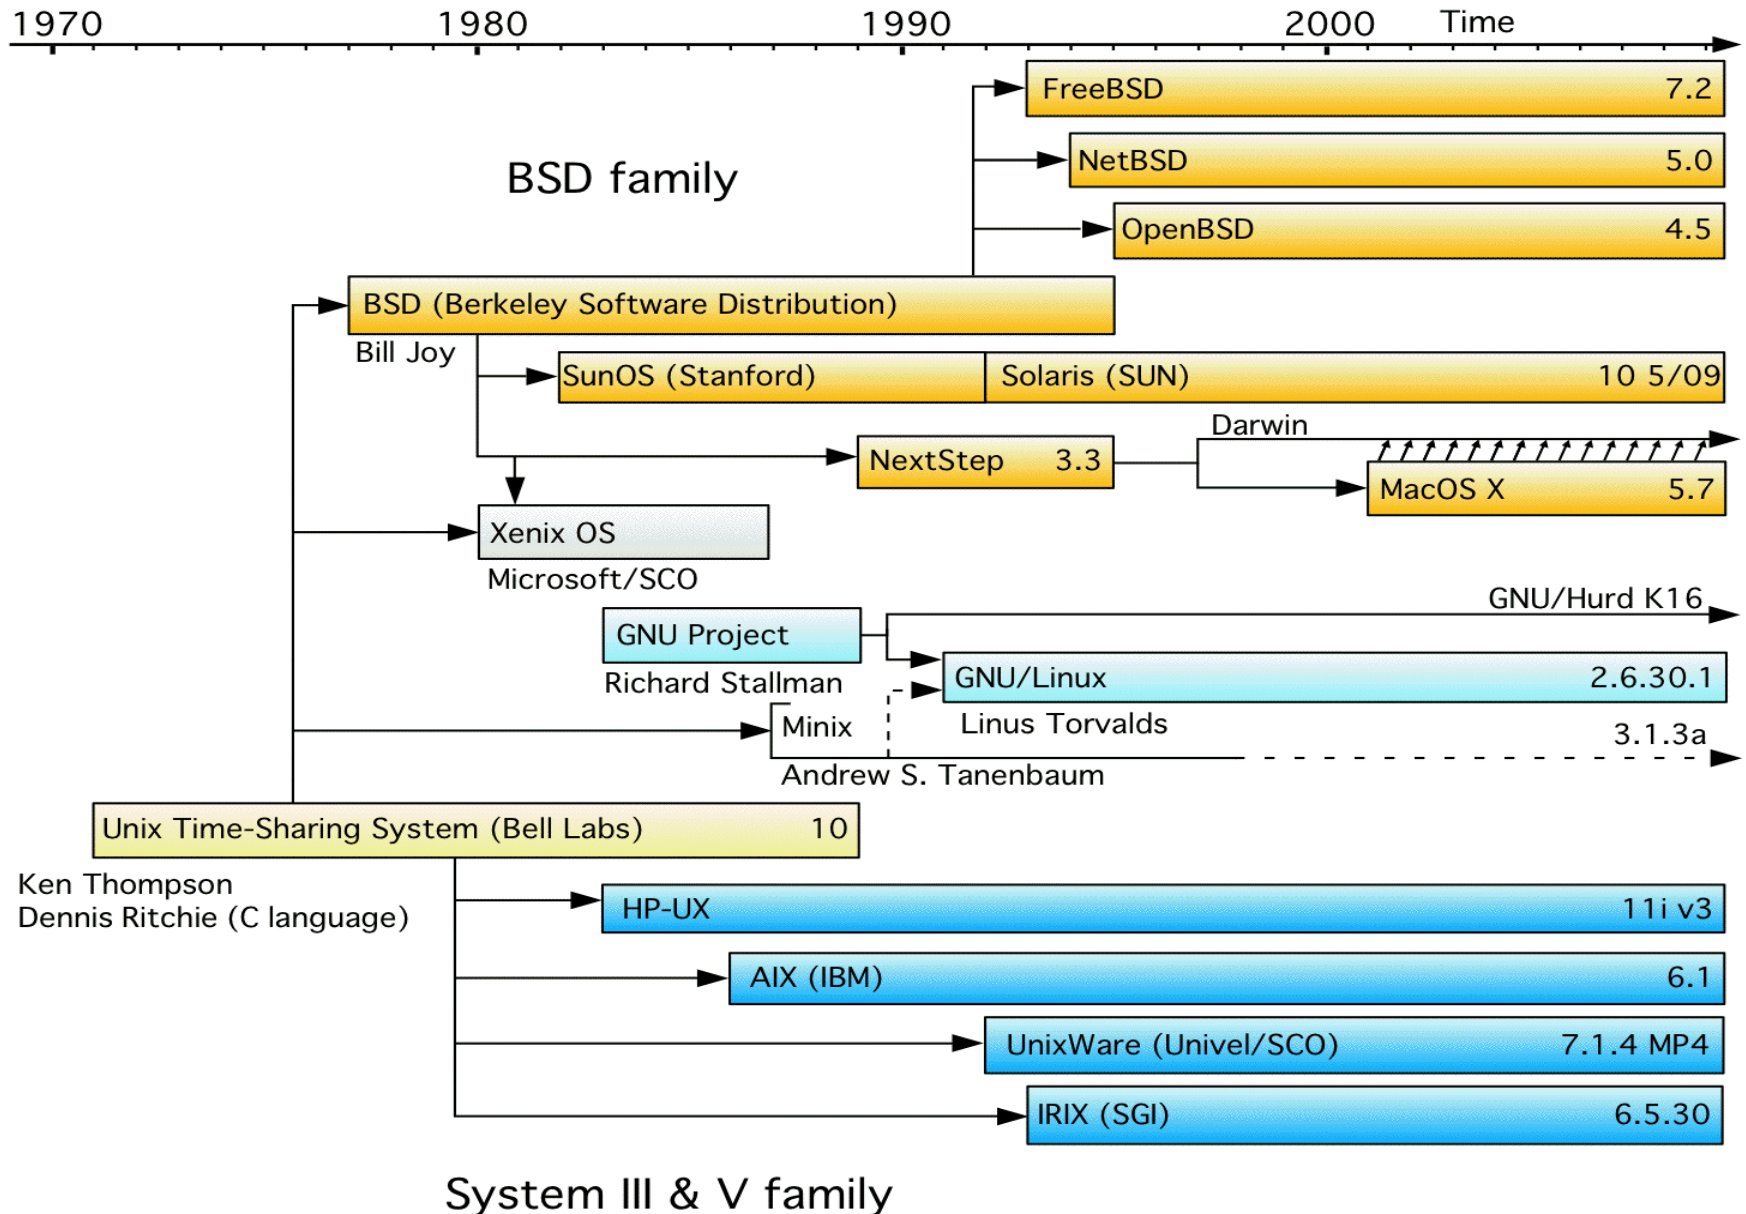 1970 1980 1990 2000 Time
FreeBSD 7.2
NetBSD 5.0
BSD family
OpenBSD 4.5
BSD (Berkeley Software Distribution)
Bill Joy
SunOS (Stanford) Solaris (SUN) 10 5/09
Darwin
NextStep 3.3
MacOS X 5.7
Xenix OS
Microsoft/SCO
GNU/Hurd K16
GNU Project
Richard Stallman
GNU/Linux 2.6.30.1
Linus Torvalds
Minix 3.1.3a
Andrew S. Tanenbaum
Unix Time-Sharing System (Bell Labs) 10
Ken Thompson
Dennis Ritchie (C language)
HP-UX 11i v3
AIX (IBM) 6.1
UnixWare (Univel/SCO) 7.1.4 MP4
IRIX (SGI) 6.5.30
System III & V family